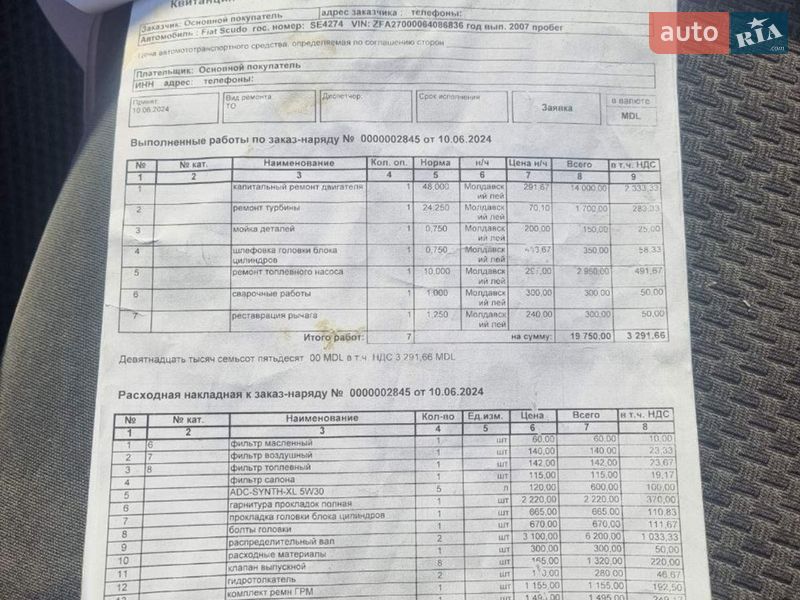 auto RIA.com
Заказчик: Основной покупатель адрес заказчика : телефоны:
Автомобиль : Fiat Scudo гос. номер: SE4274 VIN: ZFA27000064086836 год вып. 2007 пробег
Цена автомототранспортного средства, определяемая по соглашению сторон
Плательщик: Основной покупатель
ИНН адрес: телефоны:
Принят 10.06.2024 Вид ремонта ТО Диспетчер: Срок исполнения Заявка в валюте MDL
Выполненные работы по заказ-наряду № 0000002845 от 10.06.2024
№ № кат. Наименование Кол. оп. Норма н/ч Цена н/ч Всего в т.ч. НДС
1 2 3 4 5 6 7 8 9
1 капитальный ремонт двигателя 1 48,000 Молдавский лей 291,67 14 000,00 2 333,33
2 ремонт турбины 1 24,250 Молдавский лей 70,10 1 700,00 283,33
3 мойка деталей 1 0,750 Молдавский лей 200,00 150,00 25,00
4 шлефовка головки блока цилиндров 1 0,750 Молдавский лей 350,00 58,33
5 ремонт топлевного насоса 1 10,000 Молдавский лей 2 950,00 491,67
6 сварочные работы 1 1,000 Молдавский лей 300,00 300,00 50,00
7 реставрация рычага 1 1,250 Молдавский лей 240,00 300,00 50,00
Итого работ: 7 на сумму: 19 750,00 3 291,66
Девятнадцать тысяч семьсот пятьдесят 00 MDL в т.ч. НДС 3 291,66 MDL
Расходная накладная к заказ-наряду № 0000002845 от 10.06.2024
№ № кат. Наименование Кол-во Ед.изм. Цена Всего в т.ч. НДС
1 2 3 4 5 6 7 8
1 6 фильтр масленный 1 шт 60,00 60,00 10,00
2 7 фильтр воздушный 1 шт 140,00 140,00 23,33
3 8 фильтр топлевный 1 шт 142,00 142,00 23,67
4 фильтр салона 1 шт 115,00 115,00 19,17
5 ADC-SYNTH-XL 5W30 5 л 120,00 600,00 100,00
6 гарнитура прокладок полная 1 шт 2 220,00 2 220,00 370,00
7 прокладка головки блока цилиндров 1 шт 665,00 665,00 110,83
8 болты головки 1 шт 670,00 670,00 111,67
9 распределительный вал 2 шт 3 100,00 6 200,00 1 033,33
10 расходные материалы 1 шт 300,00 300,00 50,00
11 клапан выпускной 8 шт 1 320,00 220,00
гидротолкатель 2 шт 280,00 46,67
комплект ремн ГРМ 1 шт 1 155,00 1 155,00 192,50
1 шт 1 495,00